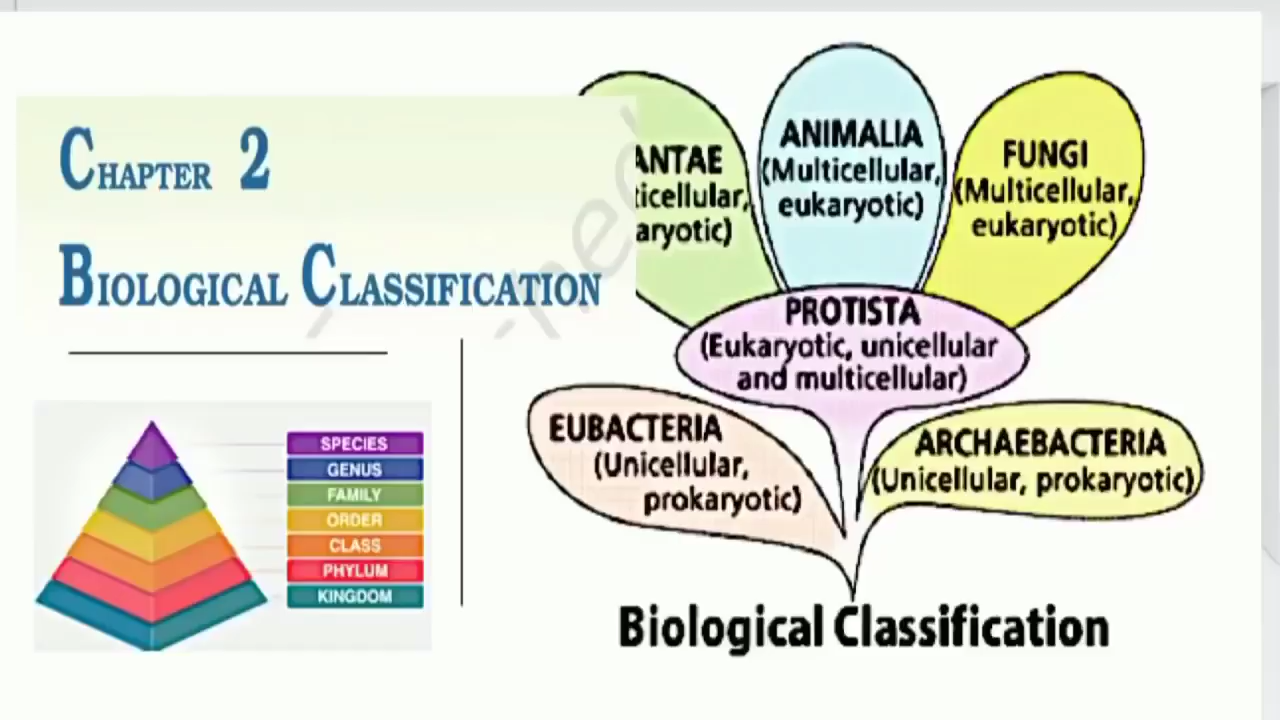 CHAPTER 2
BIOLOGICAL CLASSIFICATION
SPECIES
GENUS
FAMILY
ORDER
CLASS
PHYLUM
KINGDOM
ANTAE
ticellular,
aryotic)
ANIMALIA
(Multicellular,
eukaryotic)
FUNGI
(Multicellular,
eukaryotic)
PROTISTA
(Eukaryotic, unicellular
and multicellular)
EUBACTERIA
(Unicellular,
prokaryotic)
ARCHAEBACTERIA
(Unicellular, prokaryotic)
Biological Classification